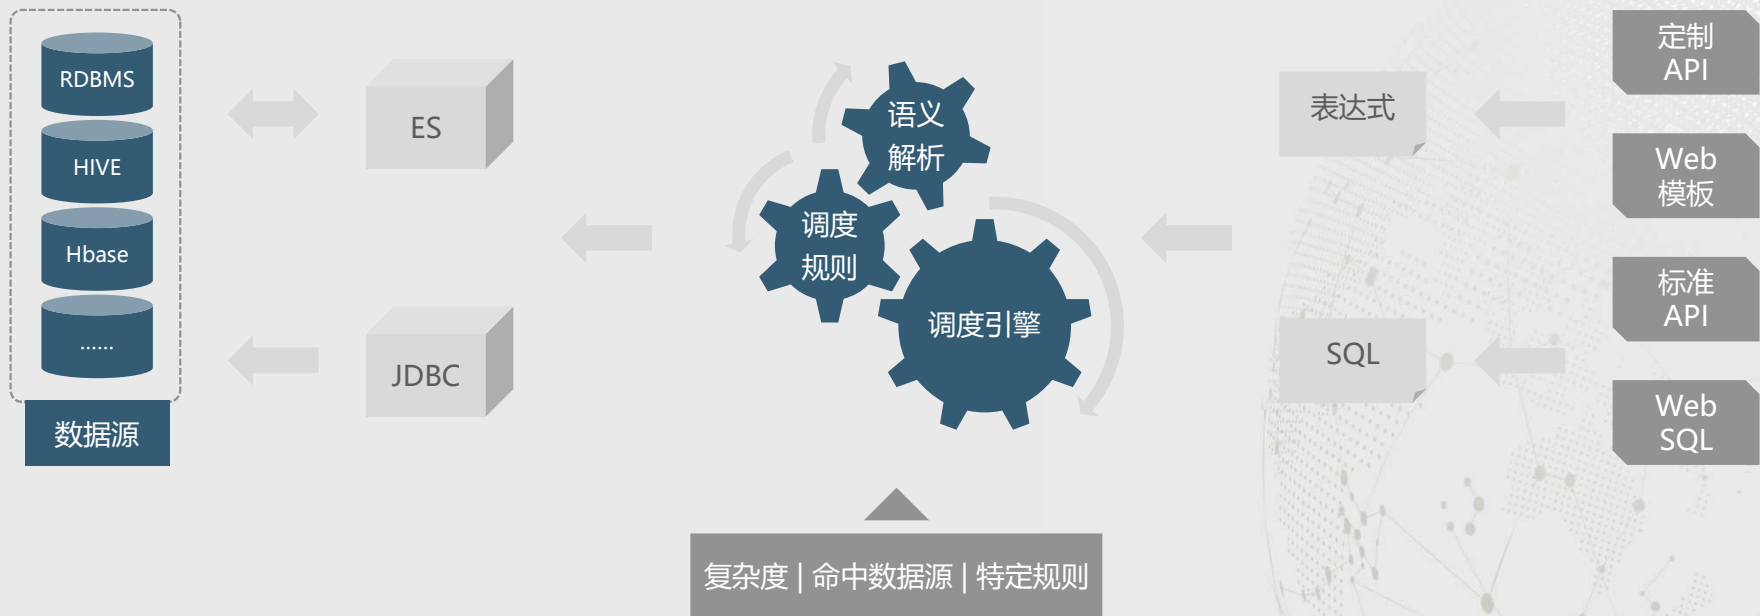 RDBMS
HIVE
Hbase
......
数据源
ES
JDBC
语义
解析
调度
规则
调度引擎
复杂度 | 命中数据源 | 特定规则
表达式
SQL
定制
API
Web
模板
标准
API
Web
SQL